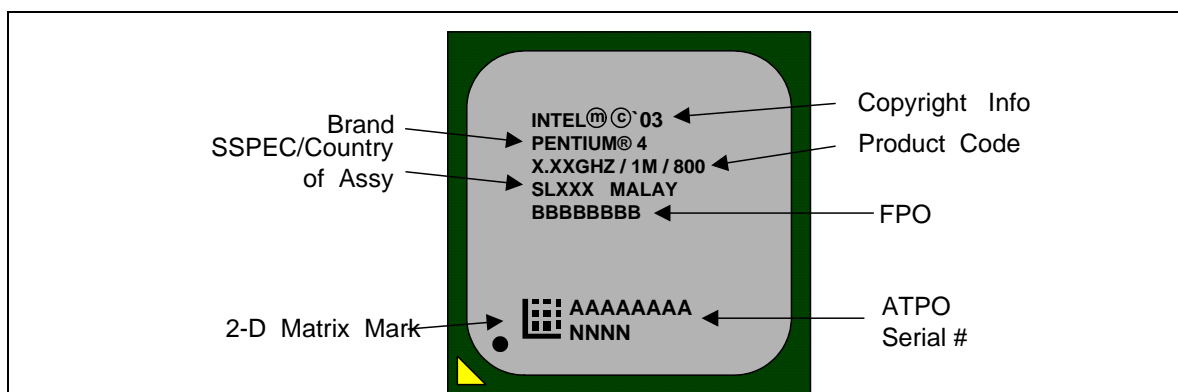 INTELⓜ ©`03
PENTIUM® 4
X.XXGHZ / 1M / 800
SLXXX MALAY
BBBBBBBB
AAAAAAAA
NNNN
Brand
SSPEC/Country
of Assy
2-D Matrix Mark
Copyright Info
Product Code
FPO
ATPO
Serial #